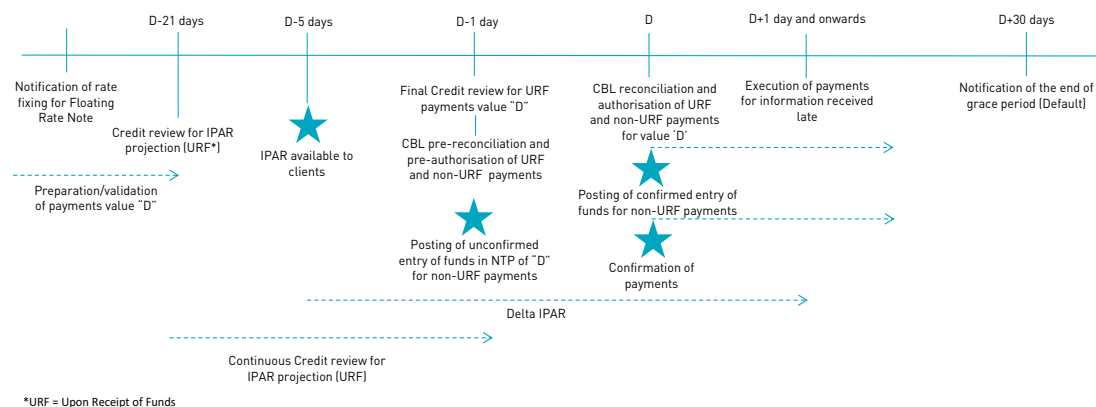 D-21 days
D-5 days
D-1 day
D
D+1 day and onwards
D+30 days
Notification of rate
fixing for Floating
Rate Note
Credit review for IPAR
projection (URF*)
IPAR available to
clients
Final Credit review for URF
payments value “D”
CBL pre-reconciliation and
pre-authorisation of URF
and non-URF payments
Posting of unconfirmed
entry of funds in NTP of “D”
for non-URF payments
CBL reconciliation and
authorisation of URF
and non-URF payments
for value ‘D’
Posting of confirmed entry of
funds for non-URF payments
Confirmation of
payments
Execution of payments
for information received
late
Notification of the end of
grace period (Default)
Preparation/validation
of payments value “D”
Delta IPAR
Continuous Credit review for
IPAR projection (URF)
*URF = Upon Receipt of Funds